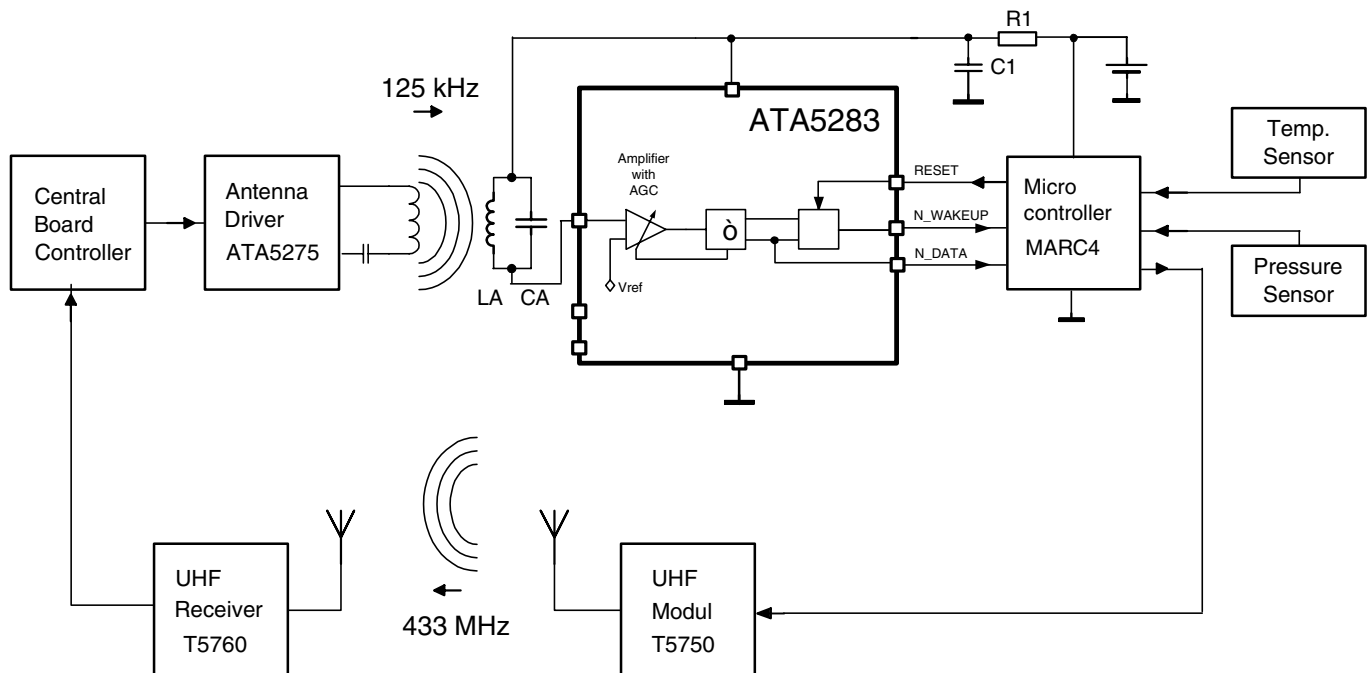 R1
C1
125 kHz
ATA5283
Temp.
Sensor
Amplifier
with
AGC
Central
Board
Controller
Antenna
Driver
ATA5275
RESET
Micro
controller
MARC4
N_WAKEUP
ò
N_DATA
Pressure
Sensor
Vref
LA
CA
UHF
Receiver
T5760
433 MHz
UHF
Modul
T5750